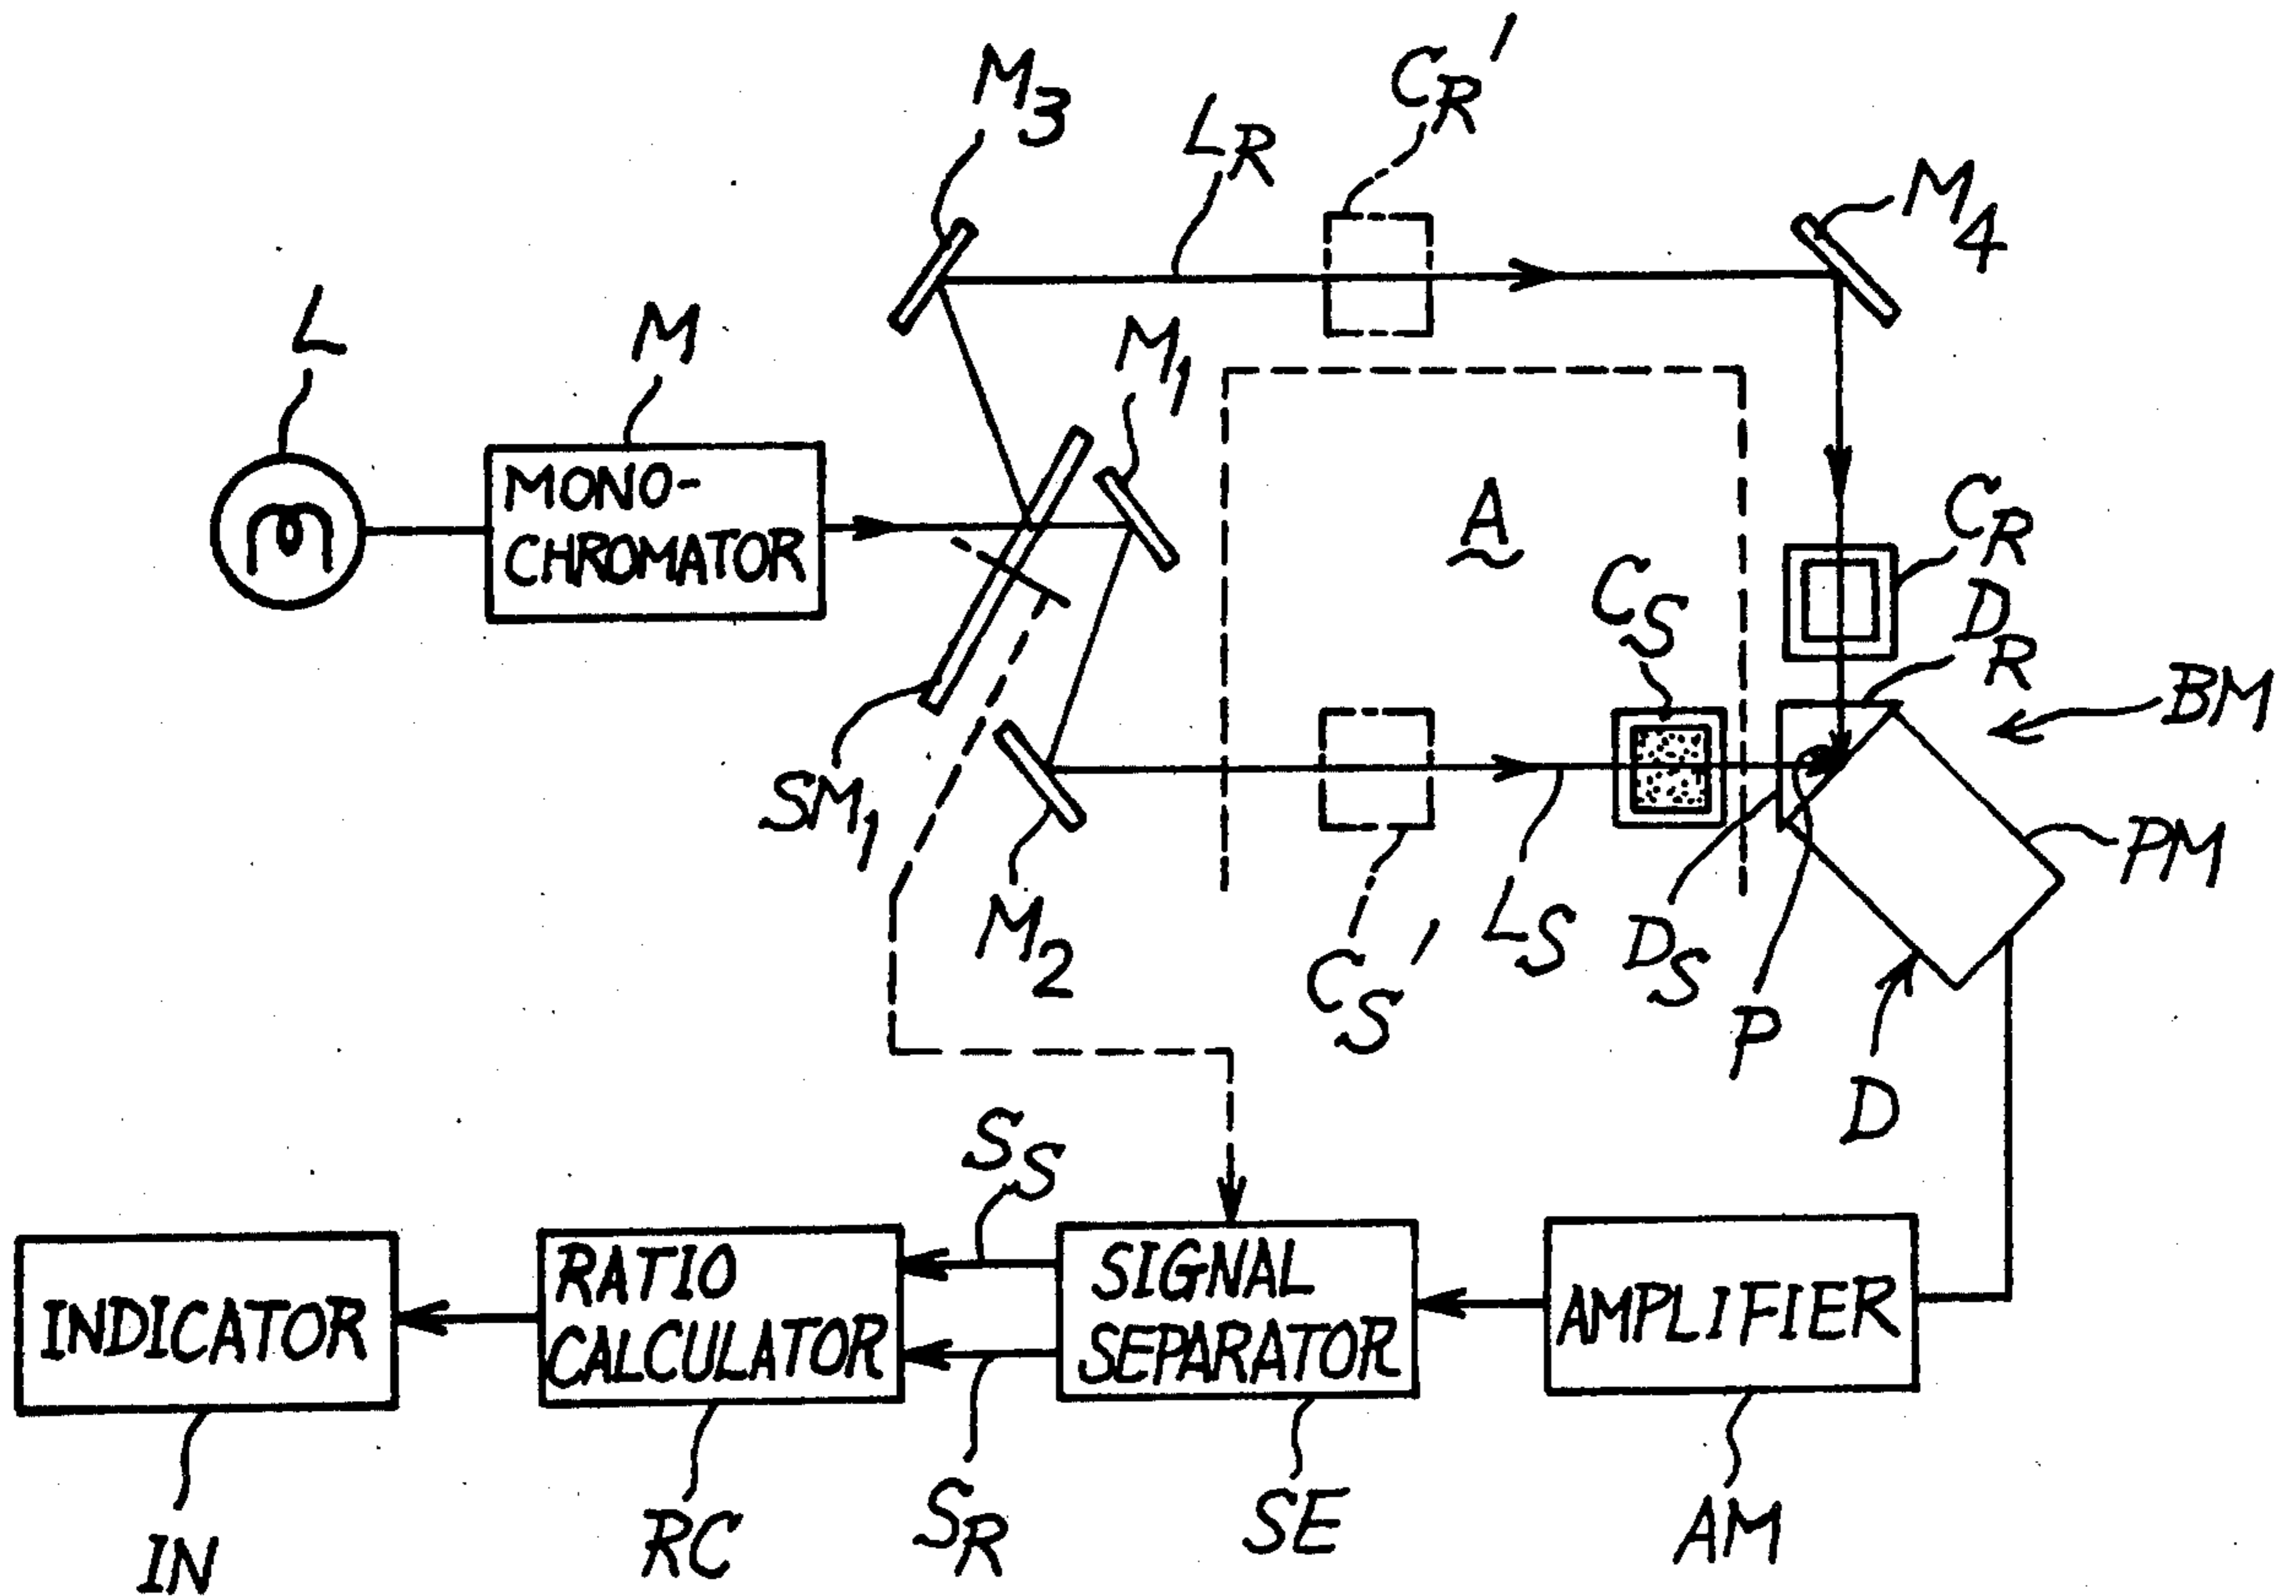 M3
LR
CR'
M4
L
M
M1
MONO-
CHROMATOR
A
CR
DR
CS
BM
SM1
M2
CS'
LS
DS
P
PM
D
SS
INDICATOR
RATIO
CALCULATOR
SIGNAL
SEPARATOR
AMPLIFIER
IN
RC
SR
SE
AM